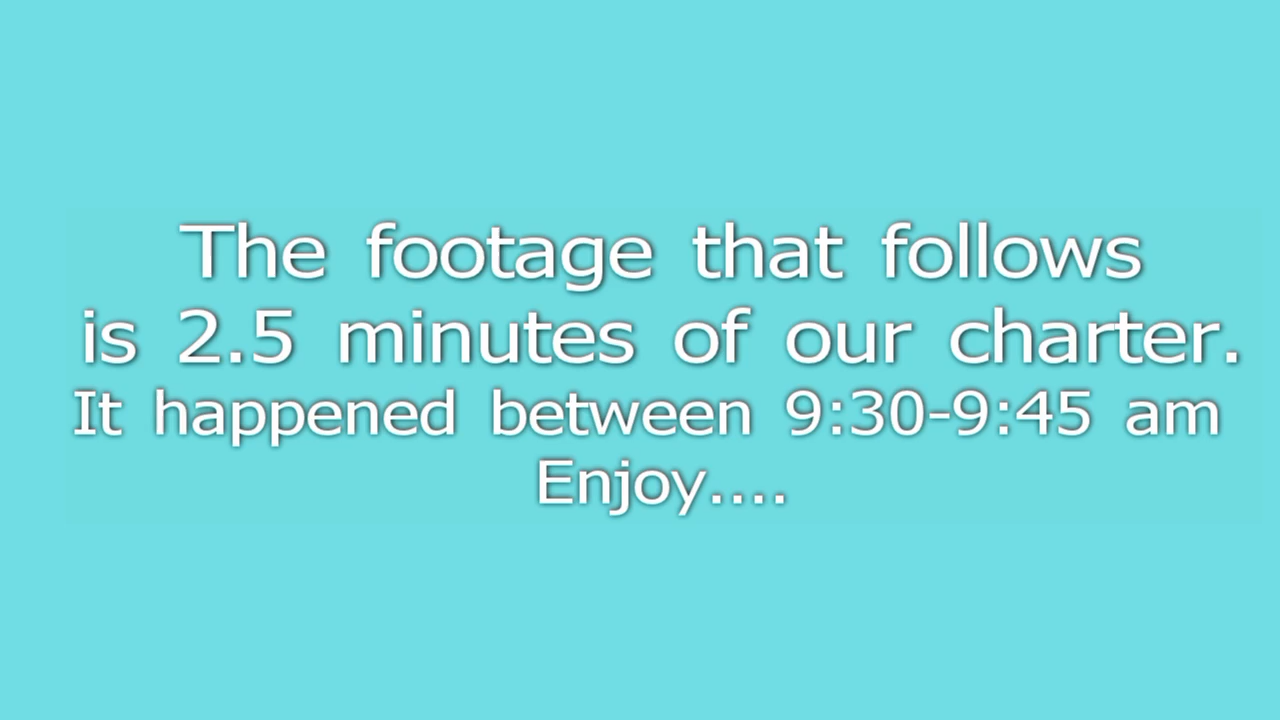 The footage that follows
is 2.5 minutes of our charter.
It happened between 9:30-9:45 am
Enjoy....